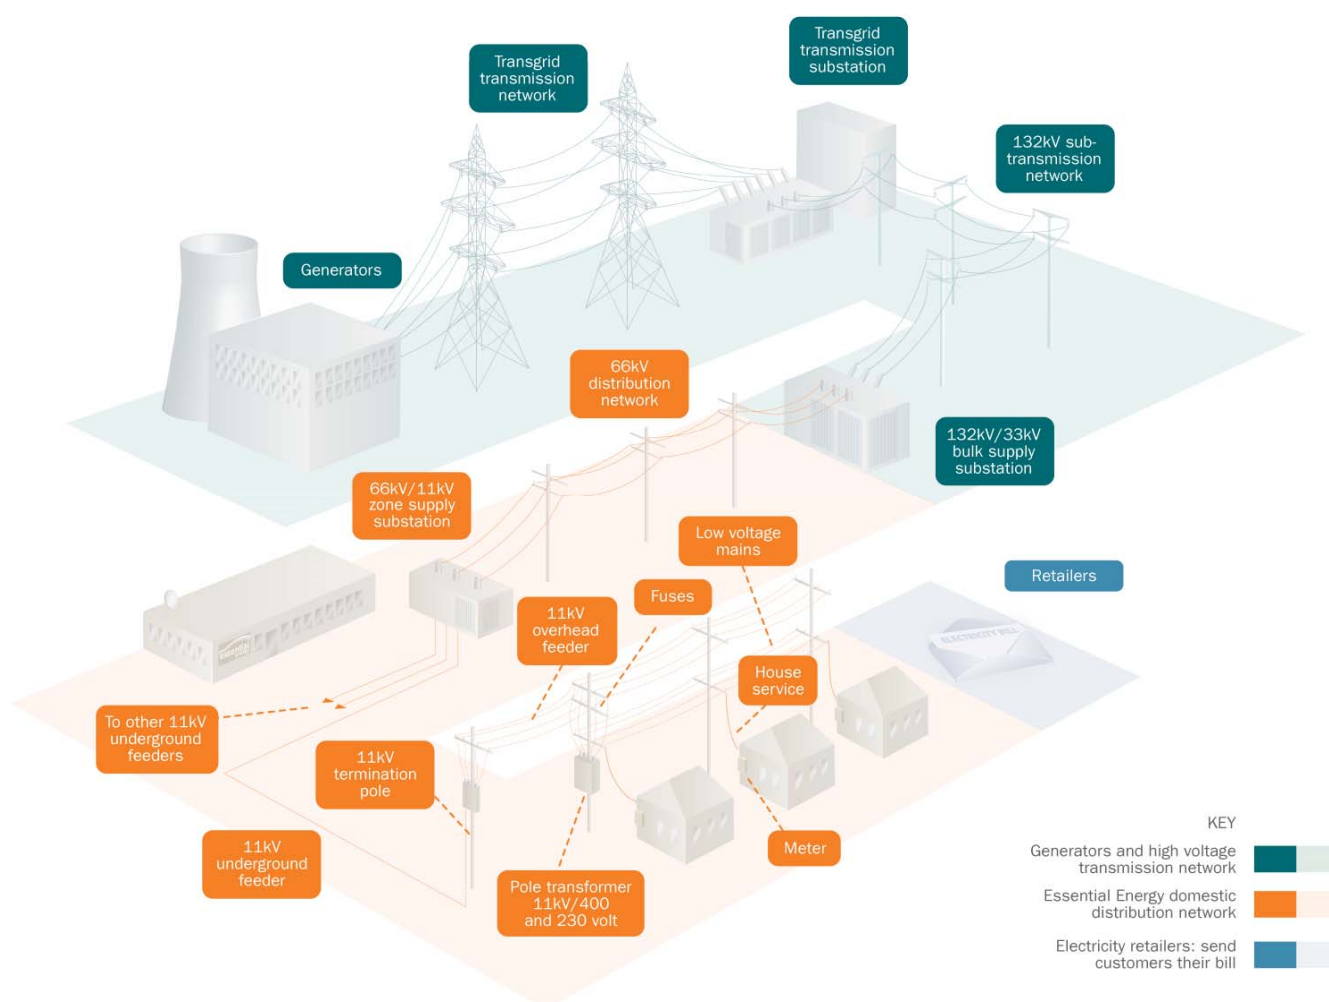 Transgrid
transmission
substation
Transgrid
transmission
network
132kV sub-
transmission
network
Generators
66kV
distribution
network
132kV/33kV
bulk supply
substation
66kV/11kV
zone supply
substation
Low voltage
mains
Retailers
Fuses
11kV
overhead
feeder
ELECTRICITY BILL
House
service
To other 11kV
underground
feeders
11kV
termination
pole
11kV
underground
feeder
Meter
Pole transformer
11kV/400
and 230 volt
KEY
Generators and high voltage
transmission network
Essential Energy domestic
distribution network
Electricity retailers: send
customers their bill